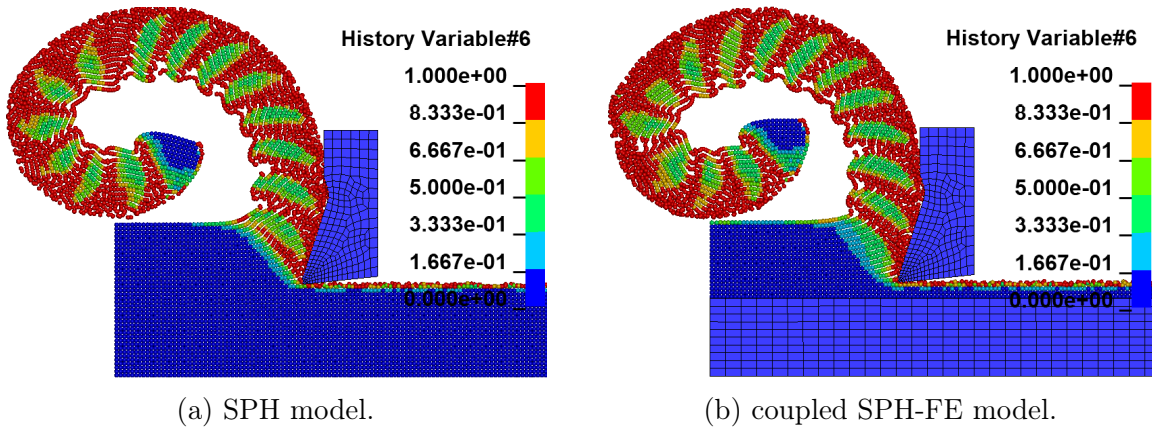 History Variable#6
1.000e+00
8.333e-01
6.667e-01
5.000e-01
3.333e-01
1.667e-01
0.000e+00
(a) SPH model.
History Variable#6
1.000e+00
8.333e-01
6.667e-01
5.000e-01
3.333e-01
1.667e-01
0.000e+00
(b) coupled SPH-FE model.